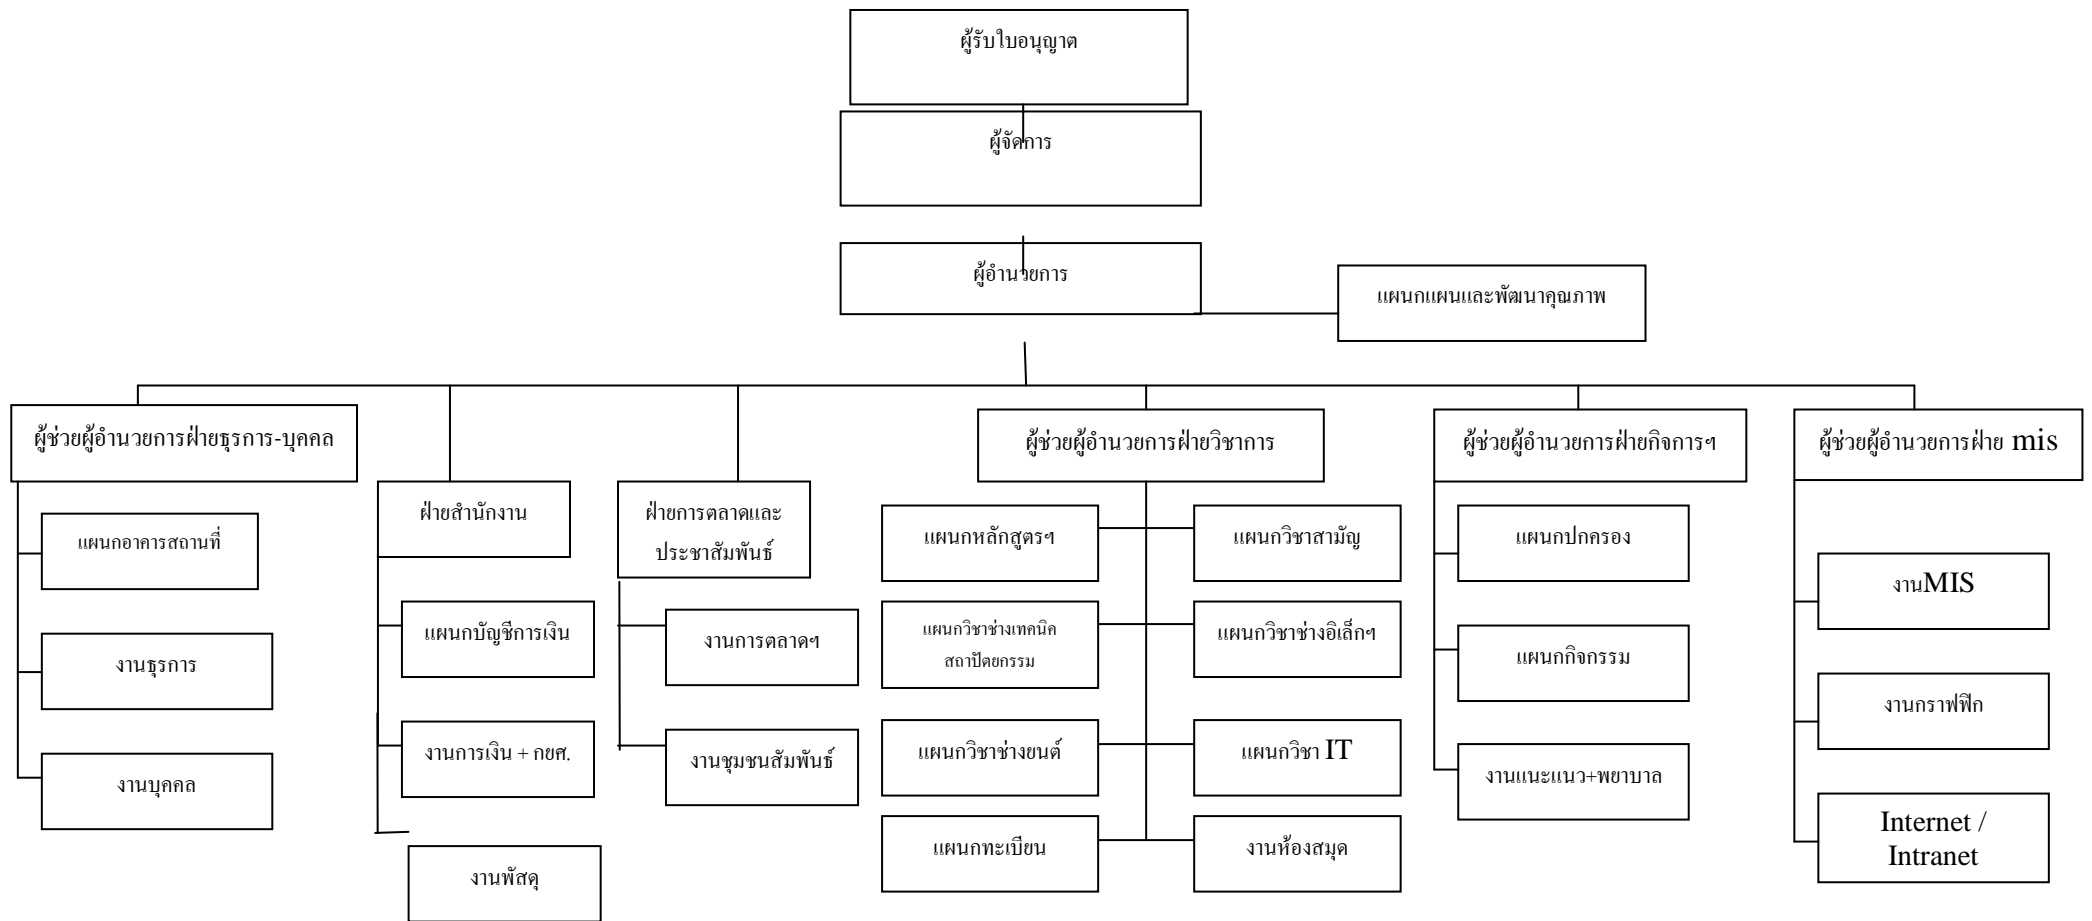 ผู้รับใบอนุญาต
ผู้จัดการ
ผู้อำนวยการ
แผนกแผนและพัฒนาคุณภาพ
ผู้ช่วยผู้อำนวยการฝ่ายธุรการ-บุคคล
แผนกอาคารสถานที่
งานธุรการ
งานบุคคล
ฝ่ายสำนักงาน
แผนกบัญชีการเงิน
งานการเงิน + กยศ.
งานพัสดุ
ฝ่ายการตลาดและ
ประชาสัมพันธ์
งานการตลาดฯ
งานชุมชนสัมพันธ์
ผู้ช่วยผู้อำนวยการฝ่ายวิชาการ
แผนกหลักสูตรฯ
แผนกวิชาสามัญ
แผนกวิชาช่างเทคนิค
สถาปัตยกรรม
แผนกวิชาช่างอิเล็กฯ
แผนกวิชาช่างยนต์
แผนกวิชา IT
แผนกทะเบียน
งานห้องสมุด
ผู้ช่วยผู้อำนวยการฝ่ายกิจการฯ
แผนกปกครอง
แผนกกิจกรรม
งานแนะแนว+พยาบาล
ผู้ช่วยผู้อำนวยการฝ่าย mis
งานMIS
งานกราฟฟิก
Internet /
Intranet